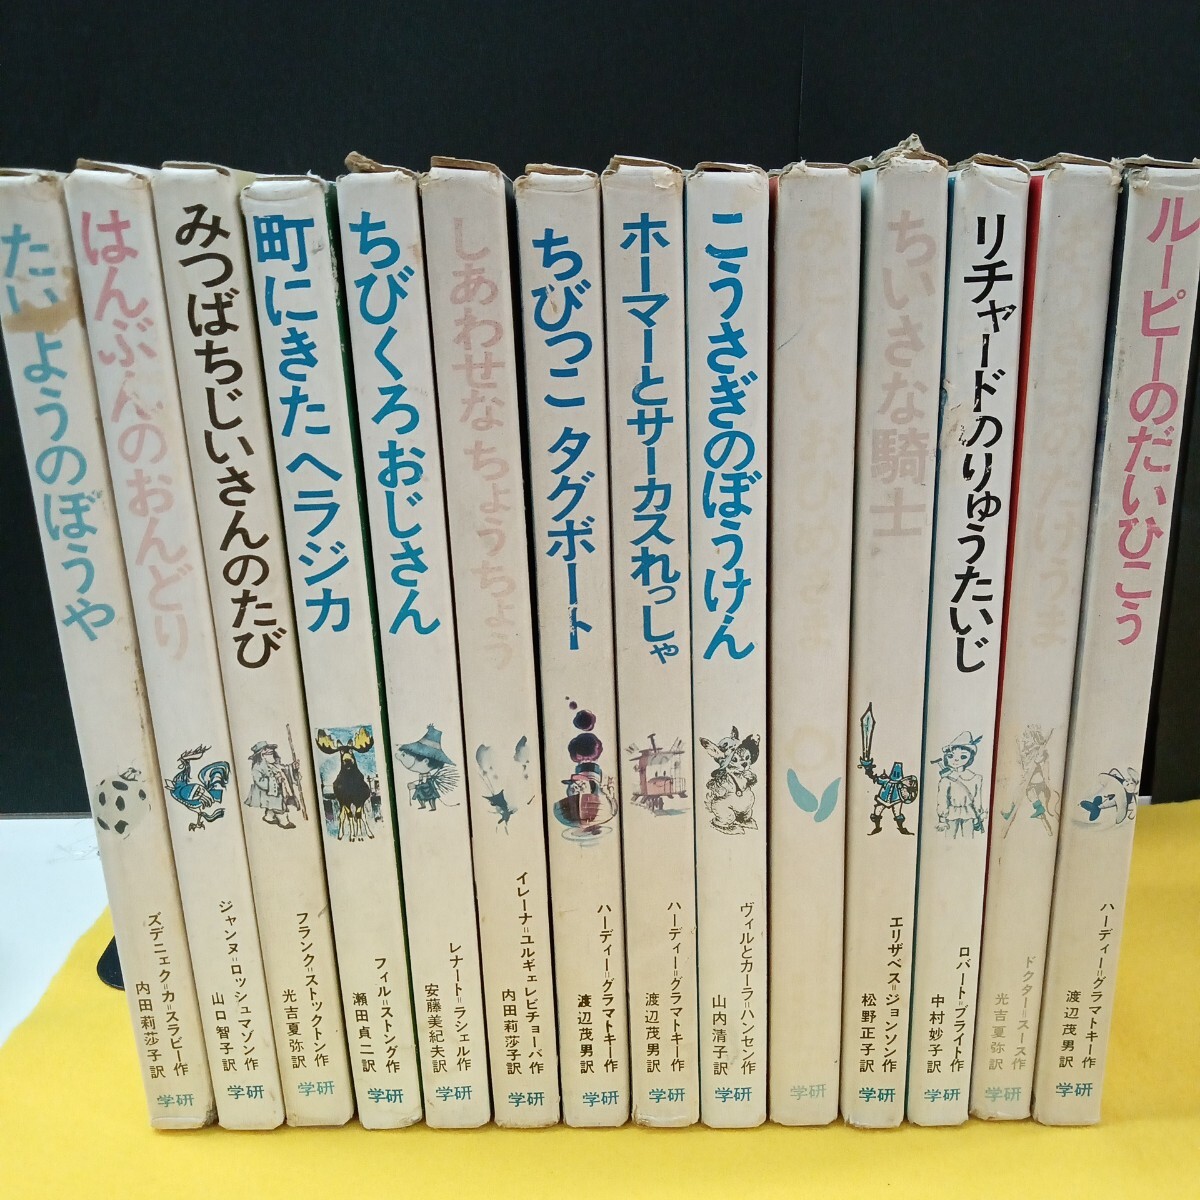 たいようのぼうや
ズデニェク=カ=スラビー作
内田莉莎子訳
はんぶんのおんどり
ジャンヌ=ロッシュ=マゾン作
山口智子訳
学研
みつばちじいさんのたび
フランク=ストックトン作
光吉夏弥訳
学研
町にきたヘラジカ
フィル=ストング作
瀬田貞二訳
学研
ちびくろおじさん
レナート=ラシェル作
安藤美紀夫訳
学研
しあわせなちょうちょう
イレーナ=ユルギェレビチョーバ作
内田莉莎子訳
学研
ちびっこタグボート
ハーディー=グラマトキー作
渡辺茂男訳
学研
ホーマーとサーカスれっしゃ
ハーディー=グラマトキー作
渡辺茂男訳
学研
こうさぎのぼうけん
ヴィルとカーラ=ハンセン作
山内清子訳
学研
学研
ちいさな騎士
エリザベス=ジョンソン作
松野正子訳
学研
リチャードのりゅうたいじ
ロバート=ブライト作
中村妙子訳
学研
おうさまのたけうま
ドクター=スース作
光吉夏弥訳
学研
ルーピーのだいひこう
ハーディー=グラマトキー作
渡辺茂男訳
学研
学研